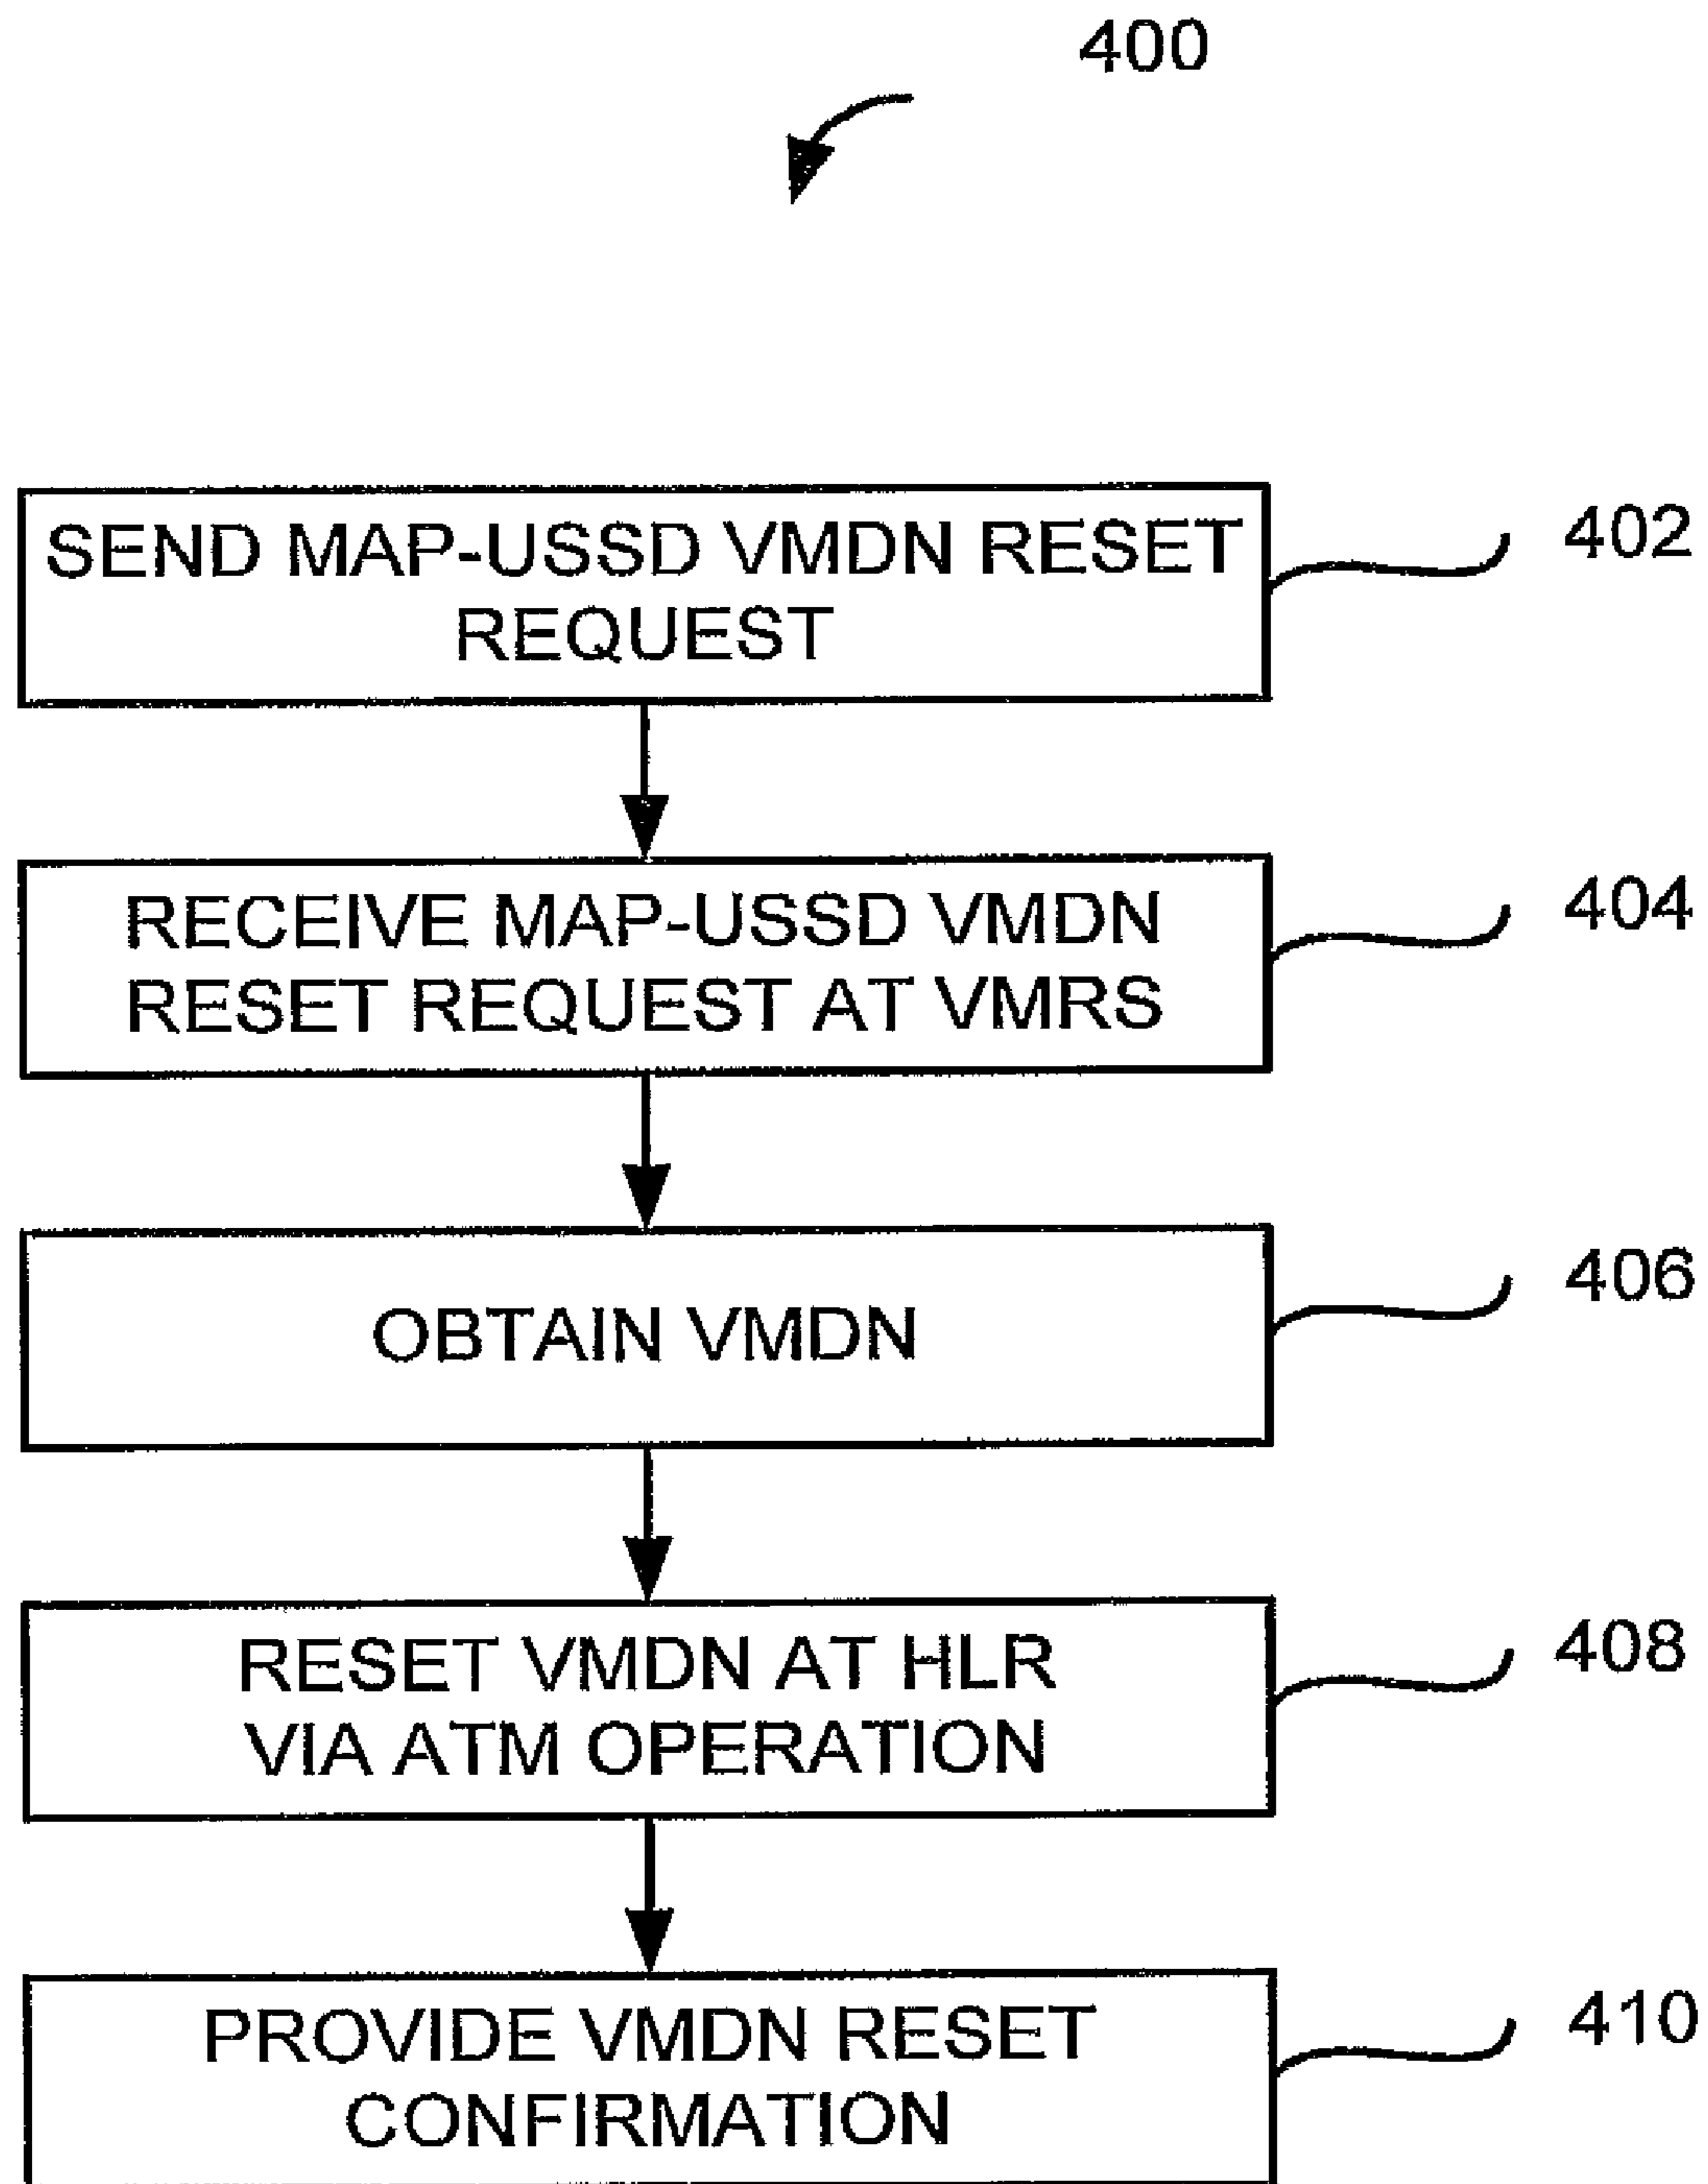 400
SEND MAP-USSD VMDN RESET
REQUEST
402
RECEIVE MAP-USSD VMDN
RESET REQUEST AT VMRS
404
OBTAIN VMDN
406
RESET VMDN AT HLR
VIA ATM OPERATION
408
PROVIDE VMDN RESET
CONFIRMATION
410